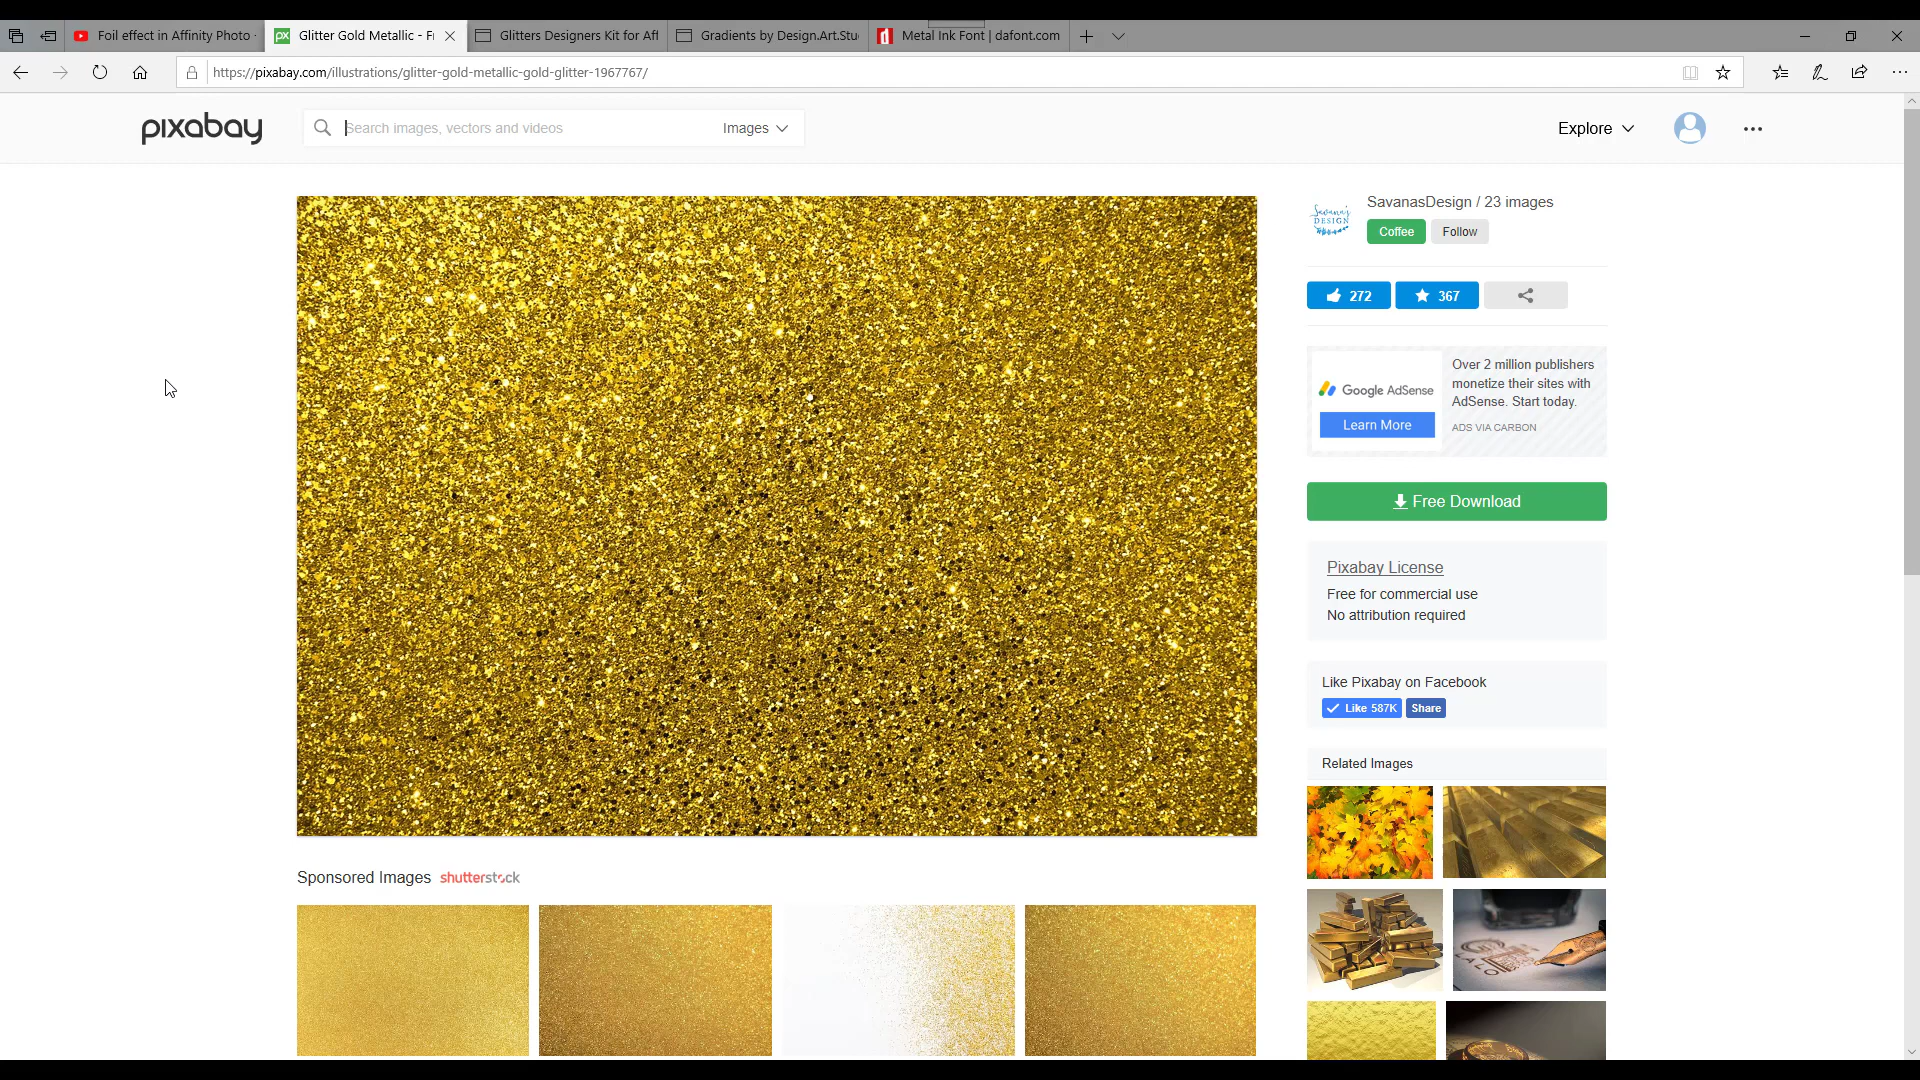 Foil effect in Affinity Photo
Glitter Gold Metallic - Fr
Glitters Designers Kit for Aff
Gradients by Design.Art.Stu
Metal Ink Font | dafont.com
https://pixabay.com/illustrations/glitter-gold-metallic-gold-glitter-1967767/
pixabay
Search images, vectors and videos
Images
Explore
SavanasDesign / 23 images
Savana's
DESIGN
Coffee
Follow
272
367
Over 2 million publishers
monetize their sites with
AdSense. Start today.
Google AdSense
Learn More
ADS VIA CARBON
Free Download
Pixabay License
Free for commercial use
No attribution required
Like Pixabay on Facebook
Like 587K
Share
Related Images
Sponsored Images shutterstock